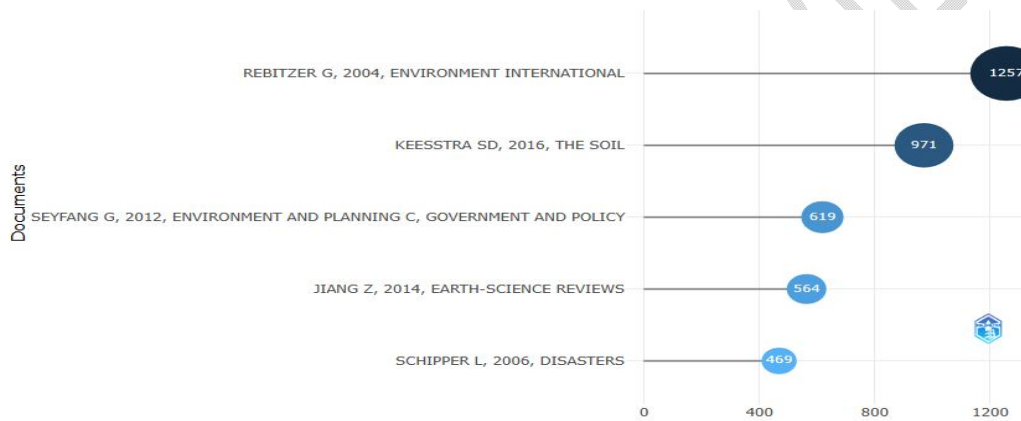 REBITZER G, 2004, ENVIRONMENT INTERNATIONAL
1257
KEESSTRA SD, 2016, THE SOIL
971
Documents
SEYFANG G, 2012, ENVIRONMENT AND PLANNING C, GOVERNMENT AND POLICY
619
JIANG Z, 2014, EARTH-SCIENCE REVIEWS
564
SCHIPPER L, 2006, DISASTERS
469
0 400 800 1200